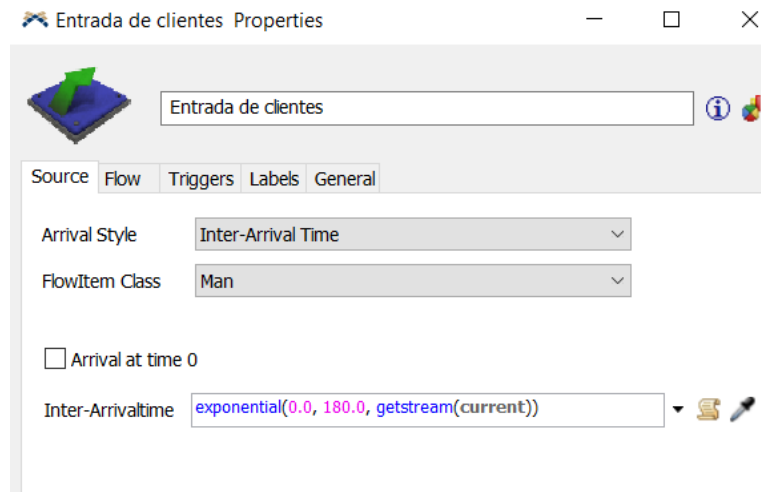 Entrada de clientes Properties
Entrada de clientes
Source Flow Triggers Labels General
Arrival Style Inter-Arrival Time
FlowItem Class Man
Arrival at time 0
Inter-Arrivaltime exponential(0.0, 180.0, getstream(current))